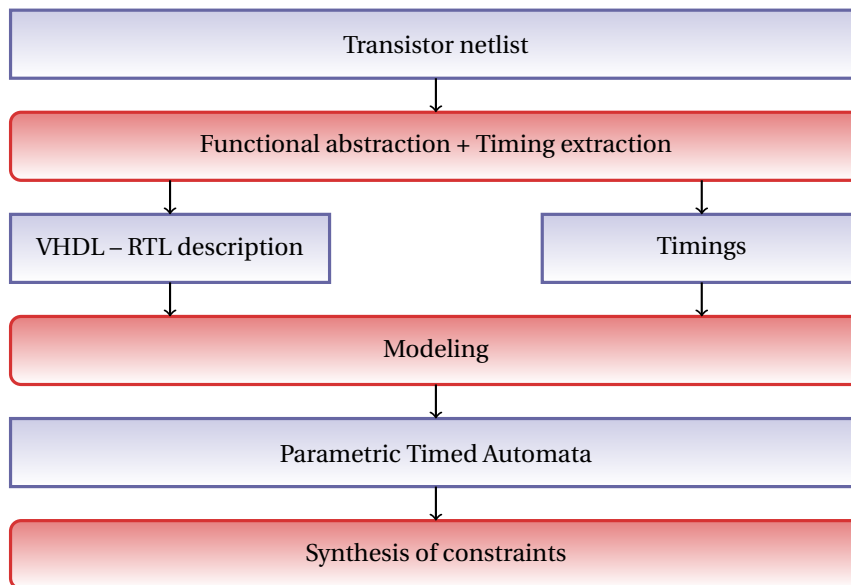 Transistor netlist
Functional abstraction + Timing extraction
VHDL – RTL description
Timings
Modeling
Parametric Timed Automata
Synthesis of constraints